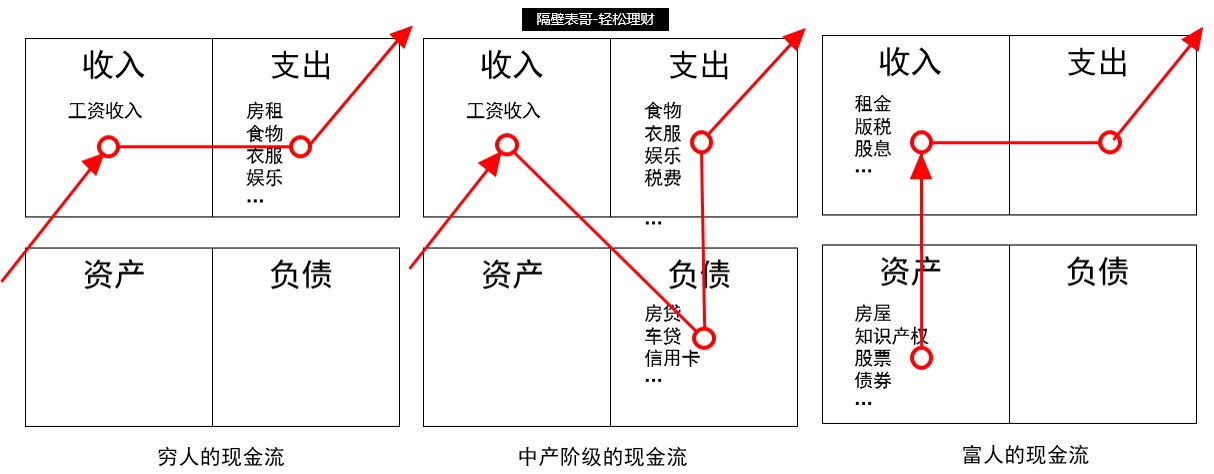 隔壁表哥-轻松理财
收入
支出
工资收入
房租
食物
衣服
娱乐
...
资产
负债
穷人的现金流
收入
支出
工资收入
食物
衣服
娱乐
税费
...
资产
负债
房贷
车贷
信用卡
...
中产阶级的现金流
收入
支出
租金
版税
股息
...
资产
负债
房屋
知识产权
股票
债券
...
富人的现金流